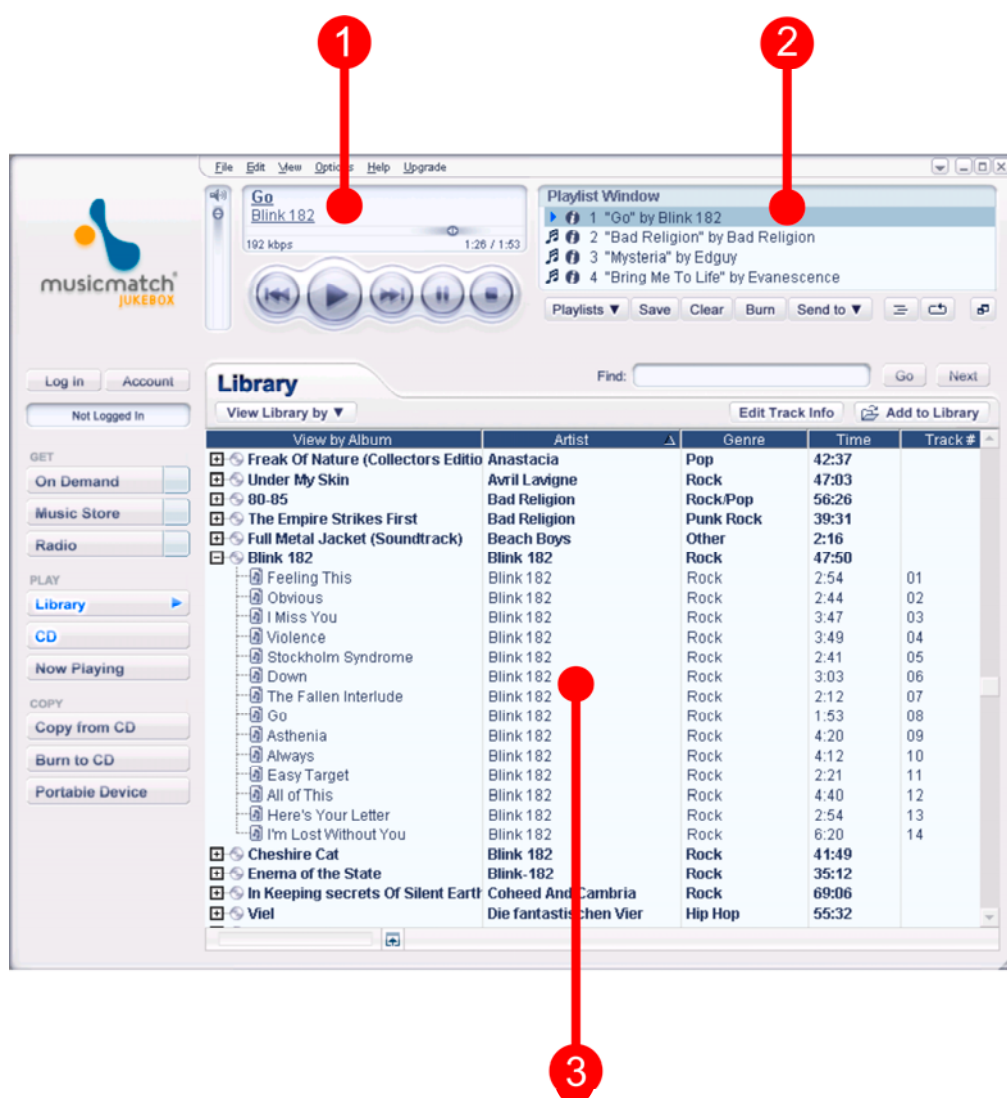 1 2
File Edit View Options Help Upgrade
Go
Blink 182
192 kbps 1:26 / 1:53
Playlist Window
1 "Go" by Blink 182
2 "Bad Religion" by Bad Religion
3 "Mysteria" by Edguy
4 "Bring Me To Life" by Evanescence
Playlists Save Clear Burn Send to
musicmatch
JUKEBOX
Log in Account
Not Logged In
GET
On Demand
Music Store
Radio
PLAY
Library
CD
Now Playing
COPY
Copy from CD
Burn to CD
Portable Device
Library Find: Go Next
View Library by Edit Track Info Add to Library
View by Album Artist Genre Time Track #
Freak Of Nature (Collectors Editio Anastacia Pop 42:37
Under My Skin Avril Lavigne Rock 47:03
80-85 Bad Religion Rock/Pop 56:26
The Empire Strikes First Bad Religion Punk Rock 39:31
Full Metal Jacket (Soundtrack) Beach Boys Other 2:16
Blink 182 Blink 182 Rock 47:50
Feeling This Blink 182 Rock 2:54 01
Obvious Blink 182 Rock 2:44 02
I Miss You Blink 182 Rock 3:47 03
Violence Blink 182 Rock 3:49 04
Stockholm Syndrome Blink 182 Rock 2:41 05
Down Blink 182 Rock 3:03 06
The Fallen Interlude Blink 182 Rock 2:12 07
Go Blink 182 Rock 1:53 08
Asthenia Blink 182 Rock 4:20 09
Always Blink 182 Rock 4:12 10
Easy Target Blink 182 Rock 2:21 11
All of This Blink 182 Rock 4:40 12
Here's Your Letter Blink 182 Rock 2:54 13
I'm Lost Without You Blink 182 Rock 6:20 14
Cheshire Cat Blink 182 Rock 41:49
Enema of the State Blink-182 Rock 35:12
In Keeping secrets Of Silent Earth Coheed And Cambria Rock 69:06
Viel Die fantastischen Vier Hip Hop 55:32
3